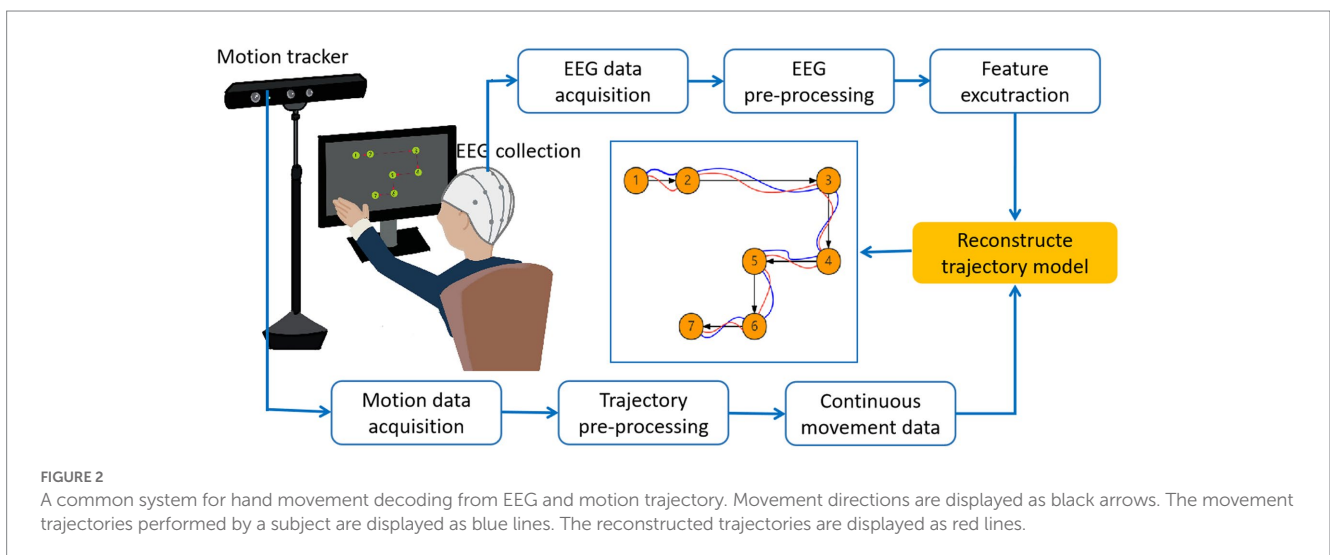 Motion tracker
EEG data
acquisition
EEG
pre-processing
Feature
excutraction
EEG collection
1
2
3
5
4
7
6
Reconstructe
trajectory model
Motion data
acquisition
Trajectory
pre-processing
Continuous
movement data
FIGURE 2
A common system for hand movement decoding from EEG and motion trajectory. Movement directions are displayed as black arrows. The movement
trajectories performed by a subject are displayed as blue lines. The reconstructed trajectories are displayed as red lines.